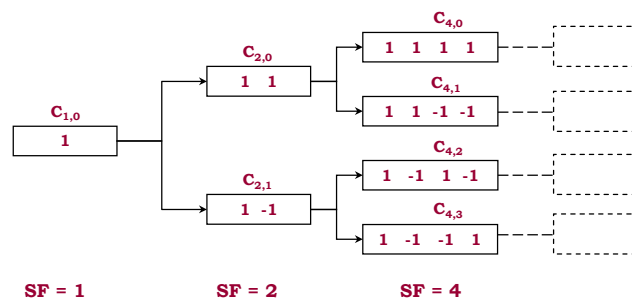 C4,0
1 1 1 1
C2,0
1 1
C4,1
1 1 -1 -1
C1,0
1
C4,2
1 -1 1 -1
C2,1
1 -1
C4,3
1 -1 -1 1
SF = 1
SF = 2
SF = 4